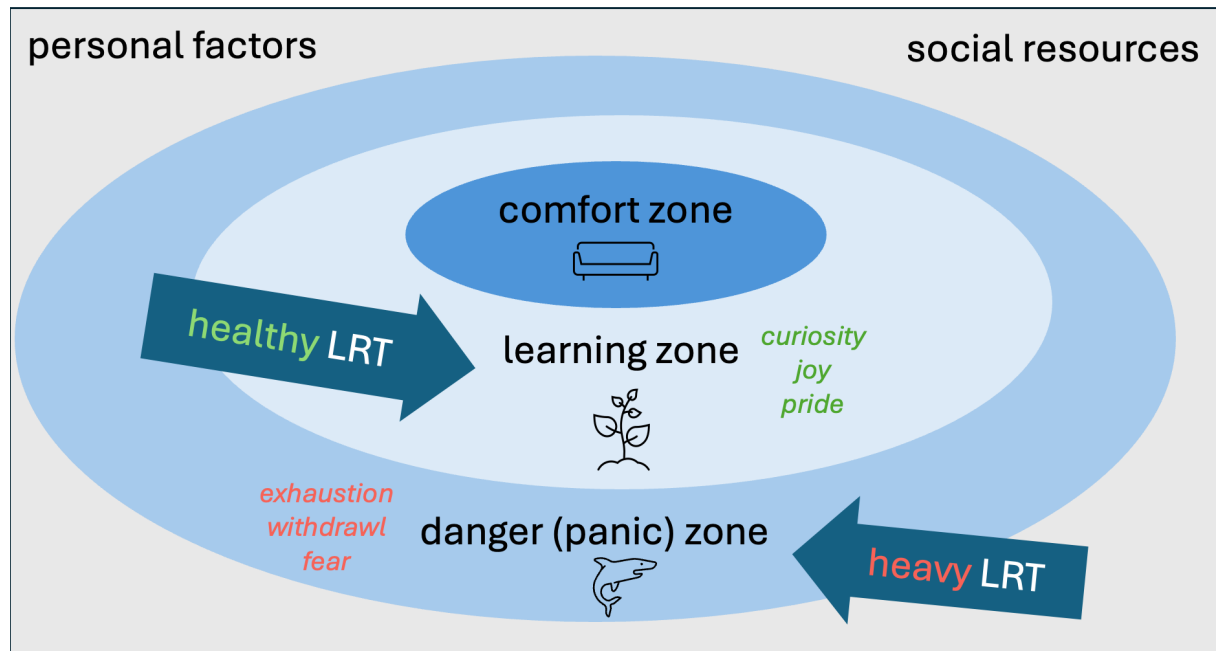 personal factors
social resources
comfort zone
healthy LRT
learning zone
curiosity
joy
pride
exhaustion
withdrawl
fear
danger (panic) zone
heavy LRT